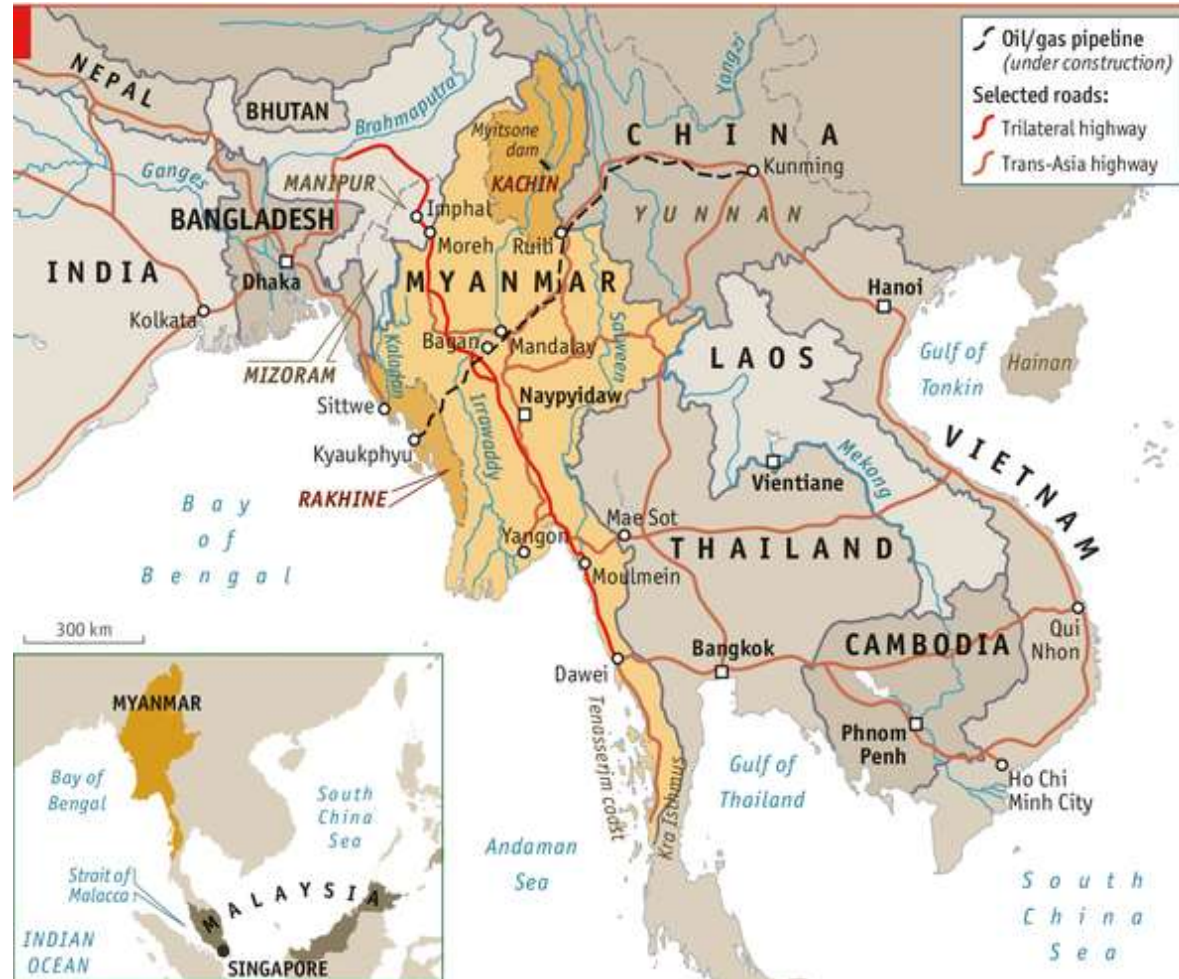 Oil/gas pipeline
(under construction)
Selected roads:
Trilateral highway
Trans-Asia highway
NEPAL
BHUTAN
Brahmaputra
Yangzi
Myitsone
dam
CHINA
Kunming
Ganges
MANIPUR
KACHIN
Imphal
YUNNAN
BANGLADESH
Moreh
Ruili
INDIA
Dhaka
MYANMAR
Hanoi
Kolkata
Bagan
Mandalay
Salween
LAOS
Gulf of
Tonkin
Hainan
MIZORAM
Kaladan
Naypyidaw
Sittwe
Irrawaddy
Kyaukphyu
Vientiane
Mekong
VIETNAM
RAKHINE
Bay
of
Bengal
Yangon
Mae Sot
THAILAND
Moulmein
300 km
Bangkok
CAMBODIA
Qui
Nhon
Dawei
Tenasserim coast
Kra Isthmus
Phnom
Penh
Gulf of
Thailand
Ho Chi
Minh City
Andaman
Sea
South
China
Sea
MYANMAR
Bay of
Bengal
South
China
Sea
Strait of
Malacca
MALAYSIA
INDIAN
OCEAN
SINGAPORE